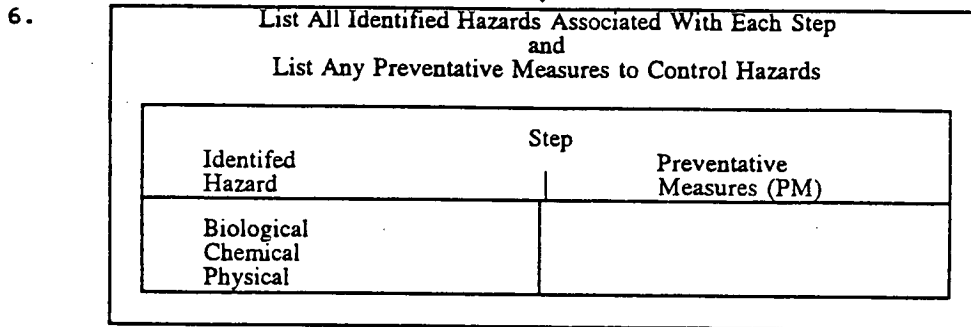 6.
List All Identified Hazards Associated With Each Step
and
List Any Preventative Measures to Control Hazards
Step
Identifed
Hazard
Preventative
Measures (PM)
Biological
Chemical
Physical